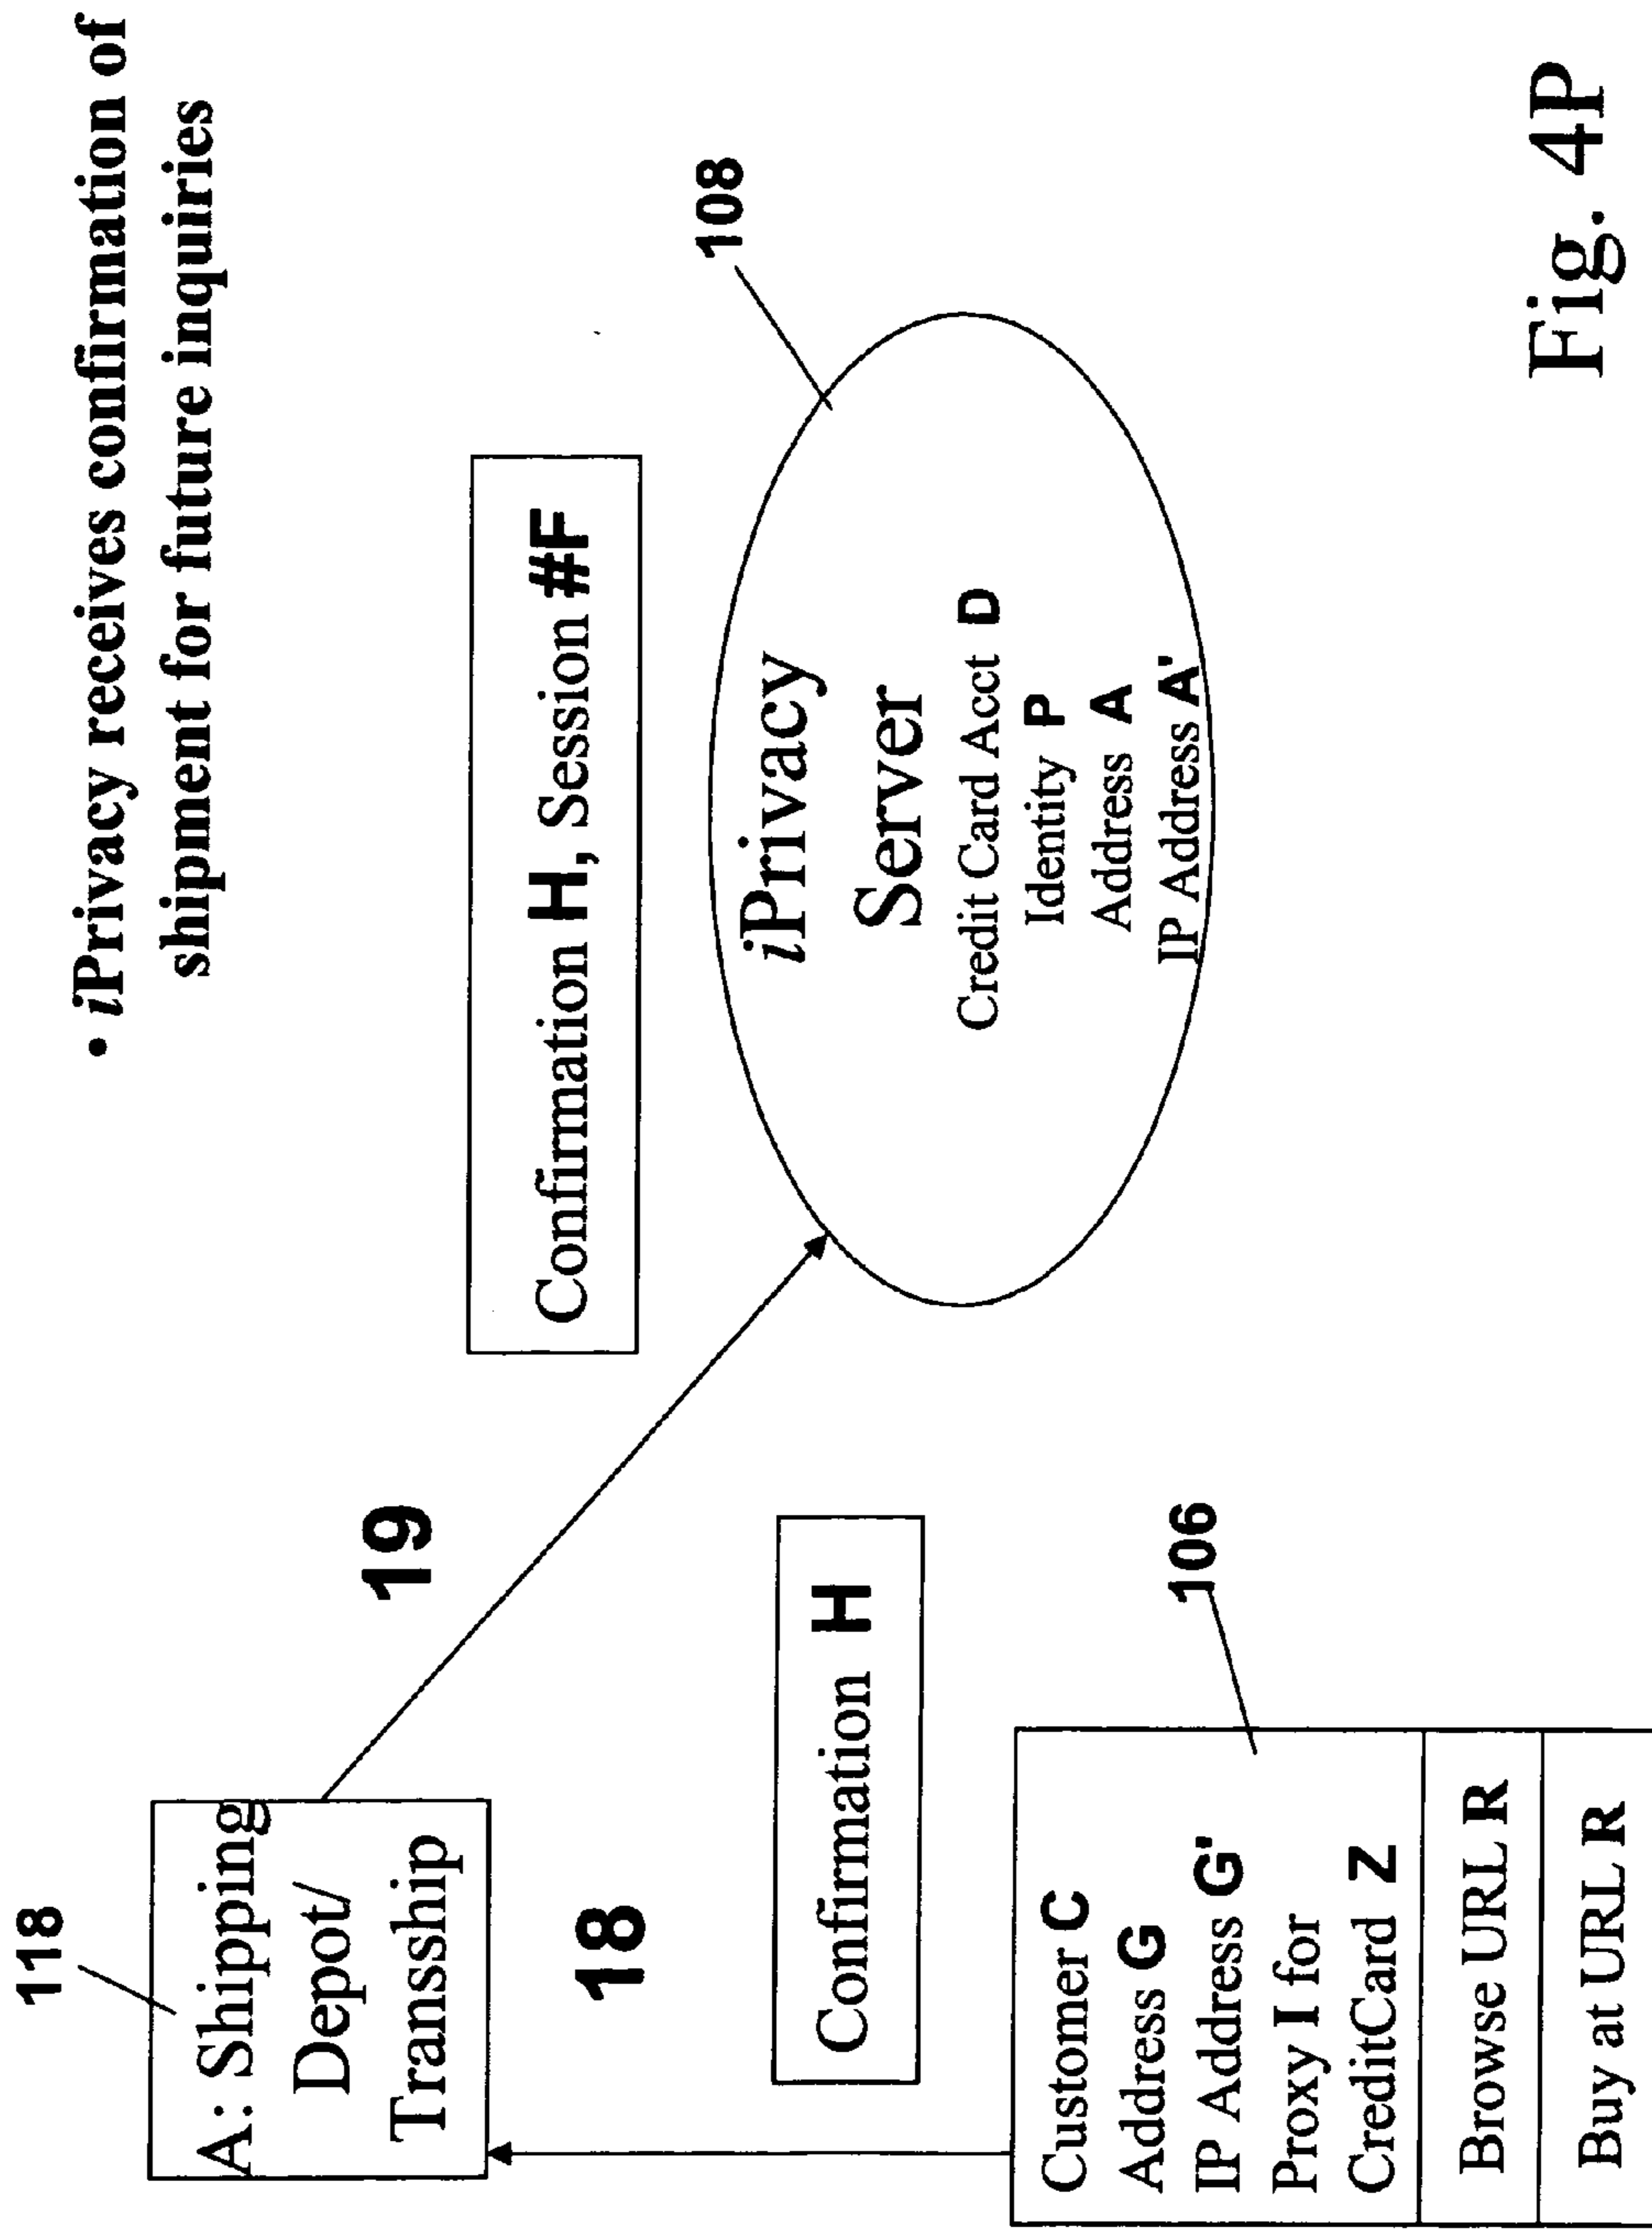 • iPrivacy receives confirmation of
shipment for future inquiries
118
A: Shipping
Depot/
Transship
19
18
Confirmation H, Session #F
108
iPrivacy
Server
Credit Card Acct D
Identity P
Address A
IP Address A'
Confirmation H
106
Customer C
Address G
IP Address G'
Proxy I for
CreditCard Z
Browse URL R
Buy at URL R
Fig. 4P